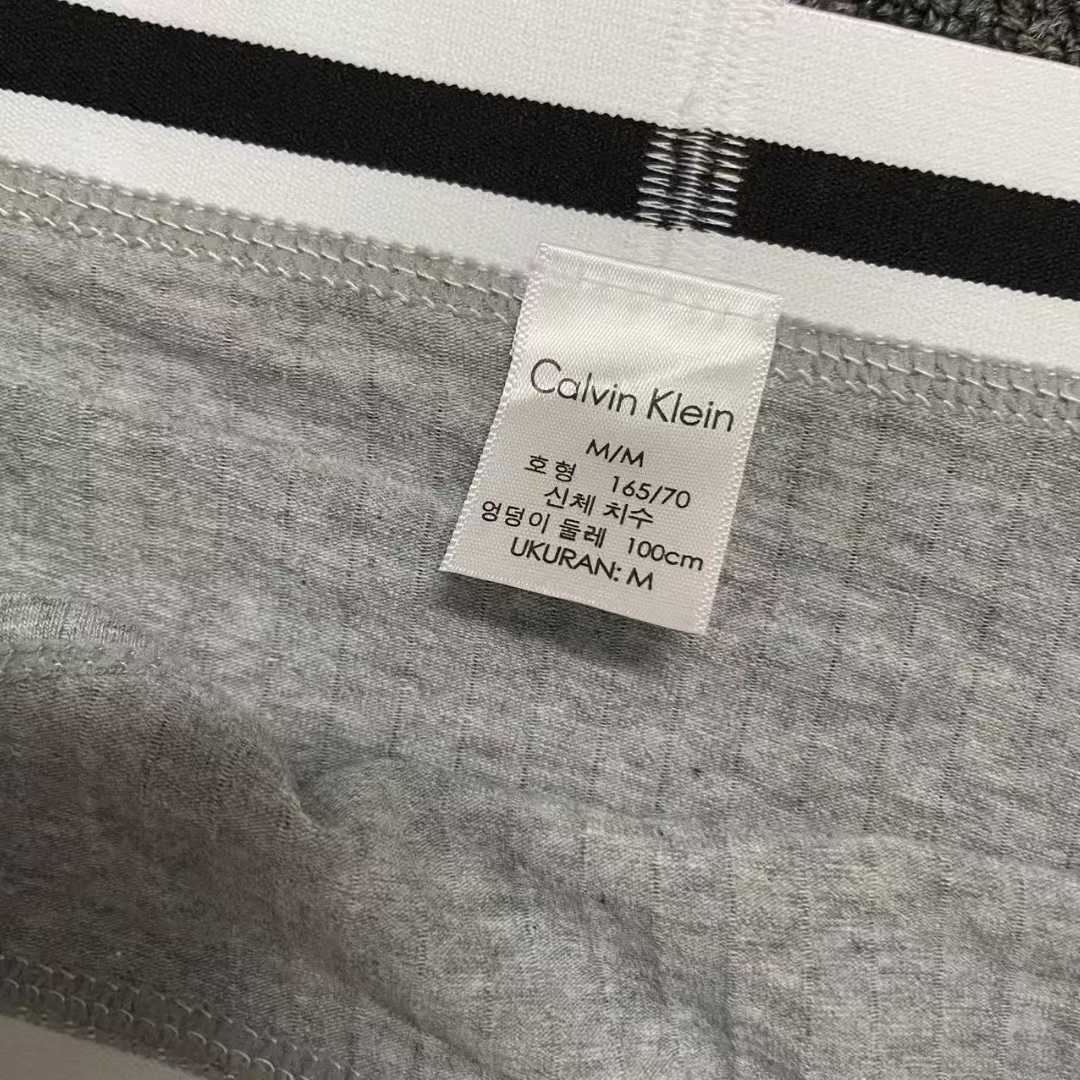 Calvin Klein
M/M
호형 165/70
신체 치수
엉덩이 둘레 100cm
UKURAN: M